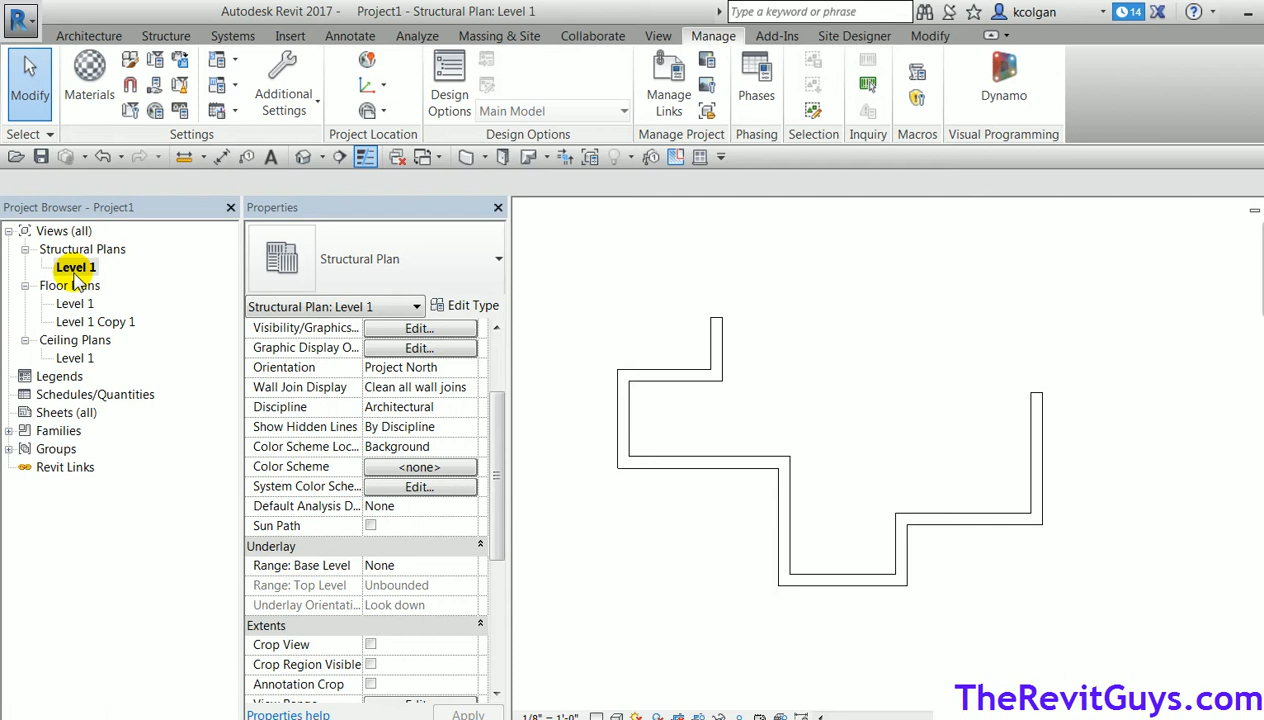 Autodesk Revit 2017 - Project1 - Structural Plan: Level 1
Type a keyword or phrase
kcolgan
14
Architecture Structure Systems Insert Annotate Analyze Massing & Site Collaborate View Manage Add-Ins Site Designer Modify
Modify
Materials
Additional
Settings
Design
Options
Main Model
Manage
Links
Phases
Dynamo
Select Settings Project Location Design Options Manage Project Phasing Selection Inquiry Macros Visual Programming
Project Browser - Project1
Views (all)
Structural Plans
Level 1
Floor Plans
Level 1
Level 1 Copy 1
Ceiling Plans
Level 1
Legends
Schedules/Quantities
Sheets (all)
Families
Groups
Revit Links
Properties
Structural Plan
Structural Plan: Level 1 Edit Type
Visibility/Graphics... Edit...
Graphic Display O... Edit...
Orientation Project North
Wall Join Display Clean all wall joins
Discipline Architectural
Show Hidden Lines By Discipline
Color Scheme Loc... Background
Color Scheme <none>
System Color Sche... Edit...
Default Analysis D... None
Sun Path
Underlay
Range: Base Level None
Range: Top Level Unbounded
Underlay Orientati... Look down
Extents
Crop View
Crop Region Visible
Annotation Crop
Properties help Apply
1/8" = 1'-0"
TheRevitGuys.com